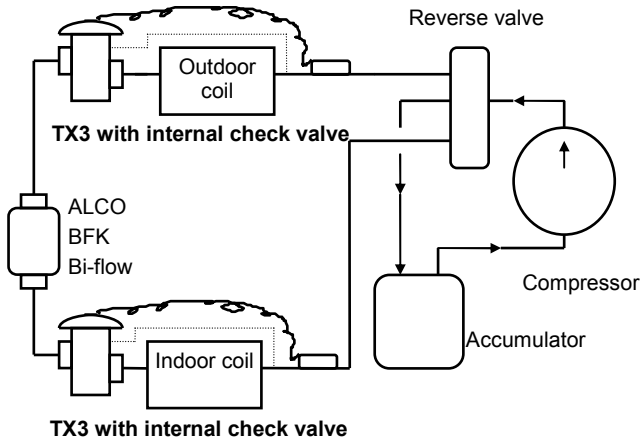 Reverse valve
Outdoor
coil
TX3 with internal check valve
ALCO
BFK
Bi-flow
Compressor
Accumulator
Indoor coil
TX3 with internal check valve